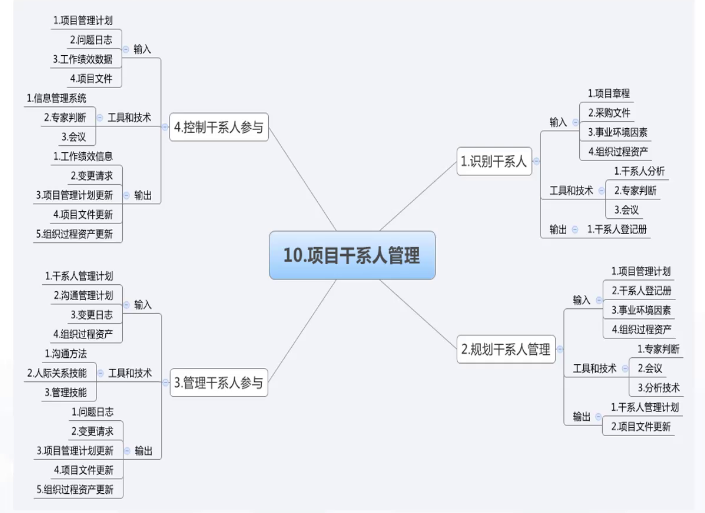 10.项目干系人管理
1.识别干系人
输入
1.项目章程
2.采购文件
3.事业环境因素
4.组织过程资产
工具和技术
1.干系人分析
2.专家判断
3.会议
输出
1.干系人登记册
2.规划干系人管理
输入
1.项目管理计划
2.干系人登记册
3.事业环境因素
4.组织过程资产
工具和技术
1.专家判断
2.会议
3.分析技术
输出
1.干系人管理计划
2.项目文件更新
3.管理干系人参与
输入
1.干系人管理计划
2.沟通管理计划
3.变更日志
4.组织过程资产
工具和技术
1.沟通方法
2.人际关系技能
3.管理技能
输出
1.问题日志
2.变更请求
3.项目管理计划更新
4.项目文件更新
5.组织过程资产更新
4.控制干系人参与
输入
1.项目管理计划
2.问题日志
3.工作绩效数据
4.项目文件
工具和技术
1.信息管理系统
2.专家判断
3.会议
输出
1.工作绩效信息
2.变更请求
3.项目管理计划更新
4.项目文件更新
5.组织过程资产更新